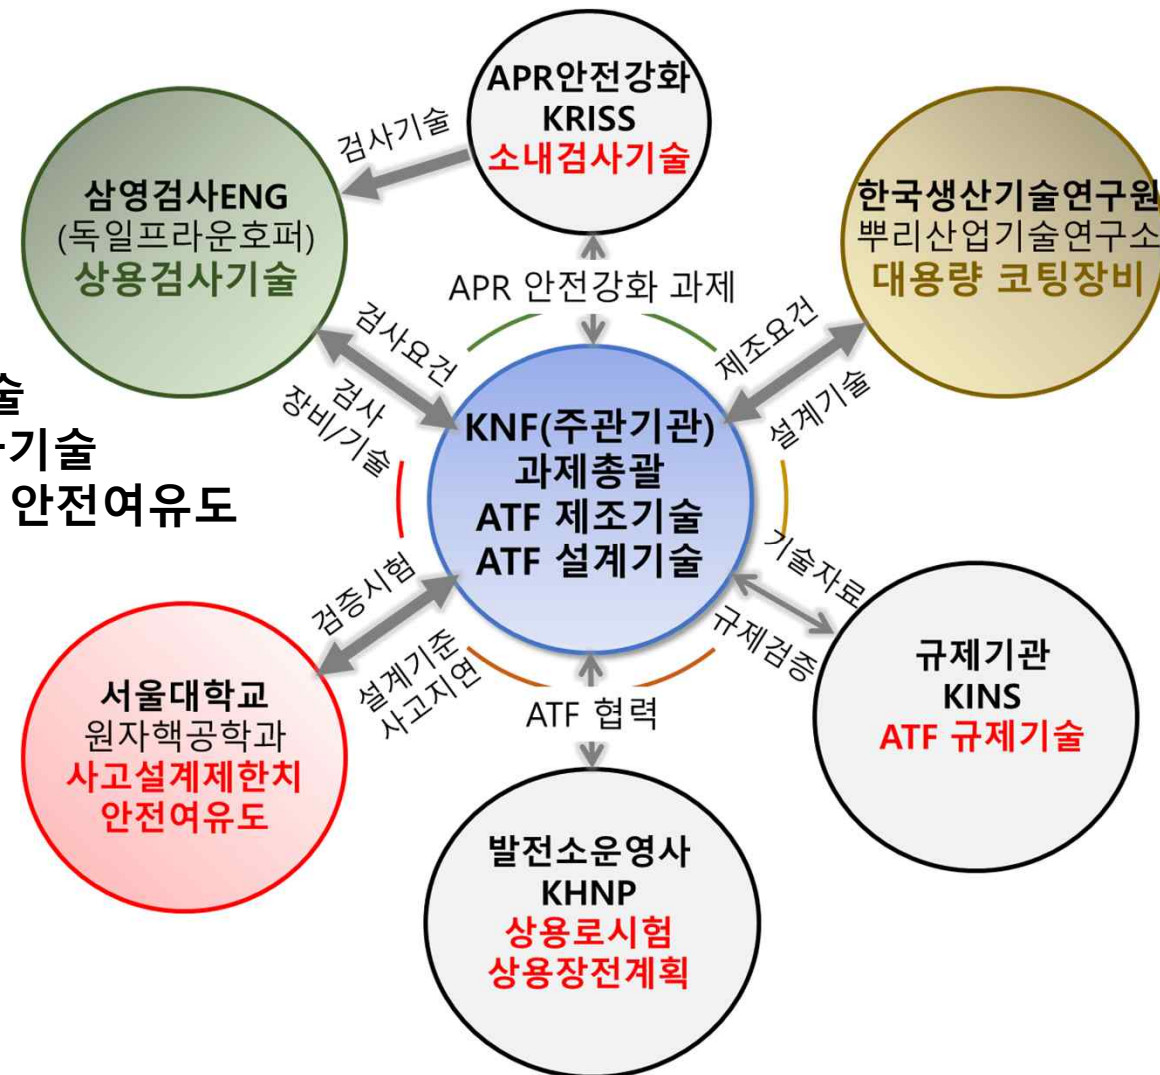 APR안전강화
KRISS
소내검사기술
검사기술
삼영검사ENG
(독일프라운호퍼)
상용검사기술
한국생산기술연구원
뿌리산업기술연구소
대용량 코팅장비
APR 안전강화 과제
검사요건
검사
장비/기술
제조요건
설계기술
술
기술
안전여유도
KNF(주관기관)
과제총괄
ATF 제조기술
ATF 설계기술
기술자료
규제검증
검증시험
설계기준
사고지연
ATF 협력
서울대학교
원자핵공학과
사고설계제한치
안전여유도
규제기관
KINS
ATF 규제기술
발전소운영사
KHNP
상용로시험
상용장전계획